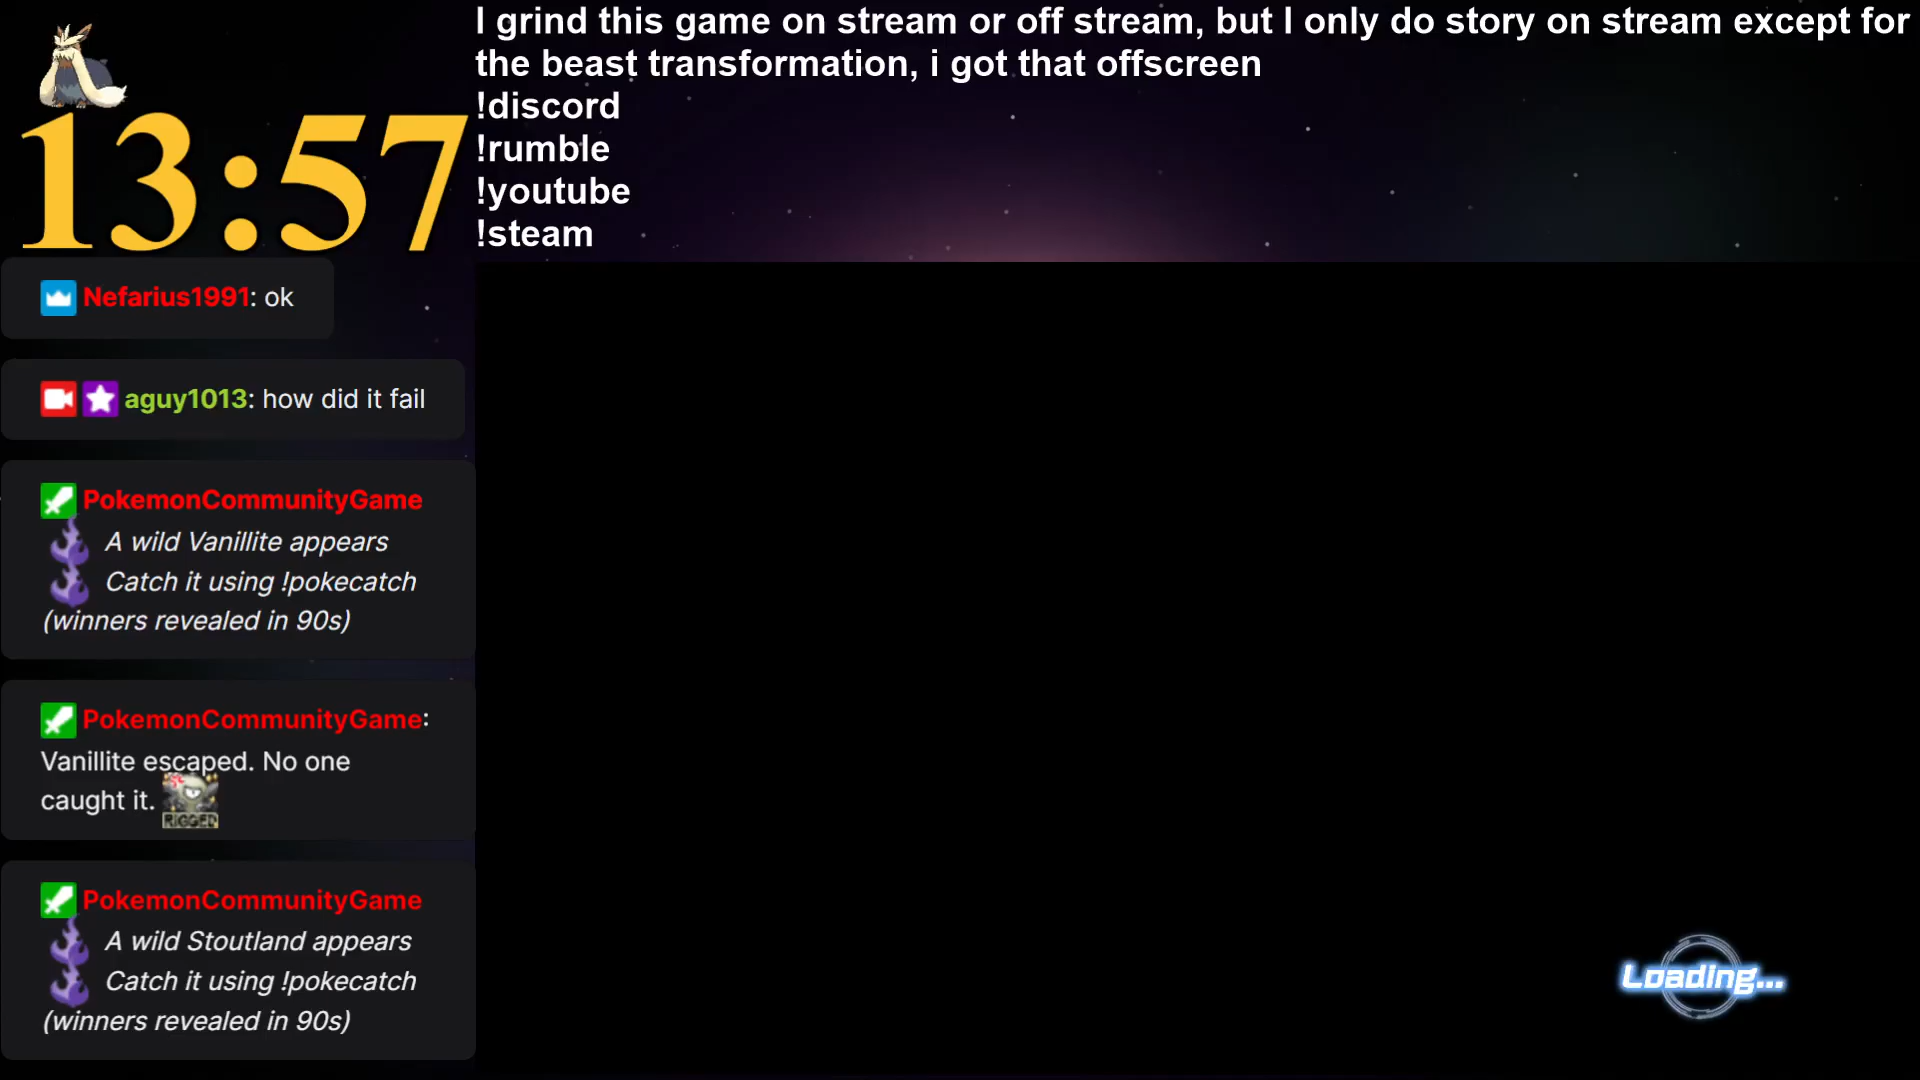 I grind this game on stream or off stream, but I only do story on stream except for
the beast transformation, i got that offscreen
!discord
!rumble
!youtube
!steam
13:57
Nefarius1991: ok
aguy1013: how did it fail
PokemonCommunityGame
A wild Vanillite appears
Catch it using !pokecatch
(winners revealed in 90s)
PokemonCommunityGame:
Vanillite escaped. No one
caught it.
RIGGED
PokemonCommunityGame
A wild Stoutland appears
Catch it using !pokecatch
(winners revealed in 90s)
Loading...